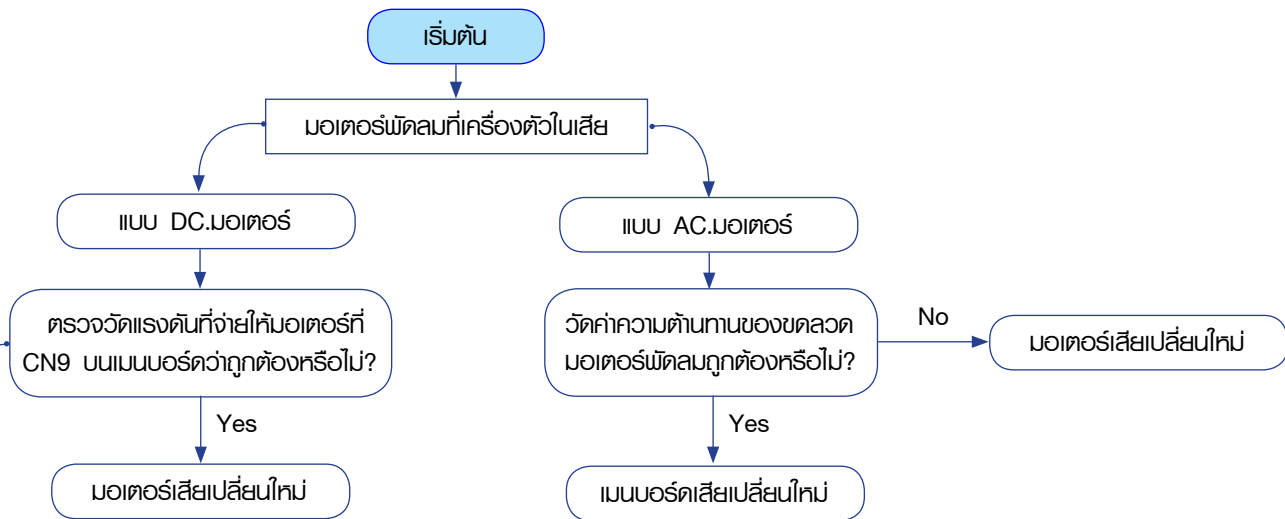 เริ่มต้น
มอเตอร์พัดลมที่เครื่องตัวในเสีย
แบบ DC.มอเตอร์
แบบ AC.มอเตอร์
ตรวจวัดแรงดันที่จ่ายให้มอเตอร์ที่
CN9 บนเมนบอร์ดว่าถูกต้องหรือไม่?
วัดค่าความต้านทานของขดลวด
มอเตอร์พัดลมถูกต้องหรือไม่?
No
มอเตอร์เสียเปลี่ยนใหม่
Yes
Yes
มอเตอร์เสียเปลี่ยนใหม่
เมนบอร์ดเสียเปลี่ยนใหม่